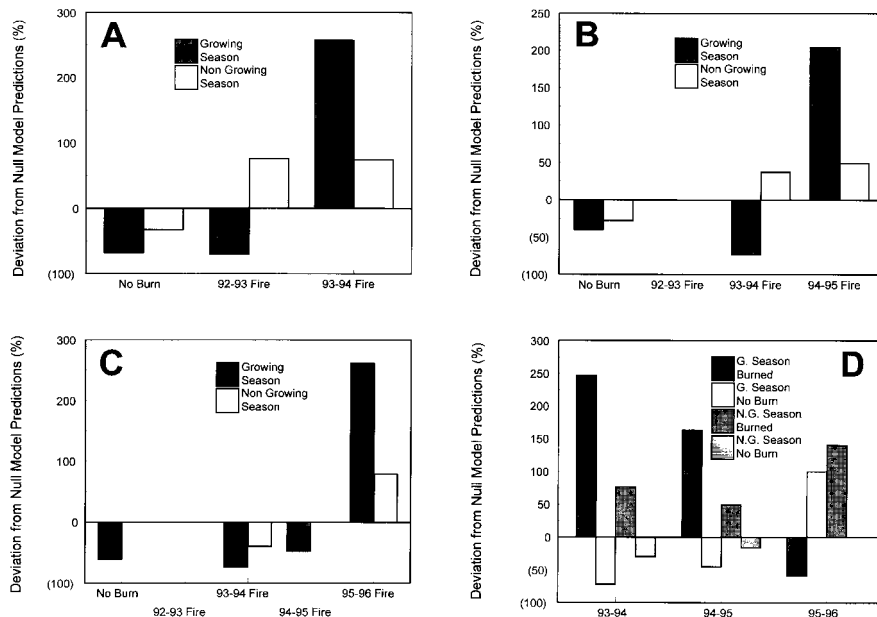 A
Deviation from Null Model Predictions (%)
300
200
100
0
(100)
Growing
Season
Non Growing
Season
No Burn
92-93 Fire
93-94 Fire
B
Deviation from Null Model Predictions (%)
250
200
150
100
50
0
(50)
(100)
Growing
Season
Non Growing
Season
No Burn
92-93 Fire
93-94 Fire
94-95 Fire
C
Deviation from Null Model Predictions (%)
300
200
100
0
(100)
Growing
Season
Non Growing
Season
No Burn
92-93 Fire
93-94 Fire
94-95 Fire
95-96 Fire
D
Deviation from Null Model Predictions (%)
300
250
200
150
100
50
0
(50)
(100)
G. Season
Burned
G. Season
No Burn
N.G. Season
Burned
N.G. Season
No Burn
93-94
94-95
95-96